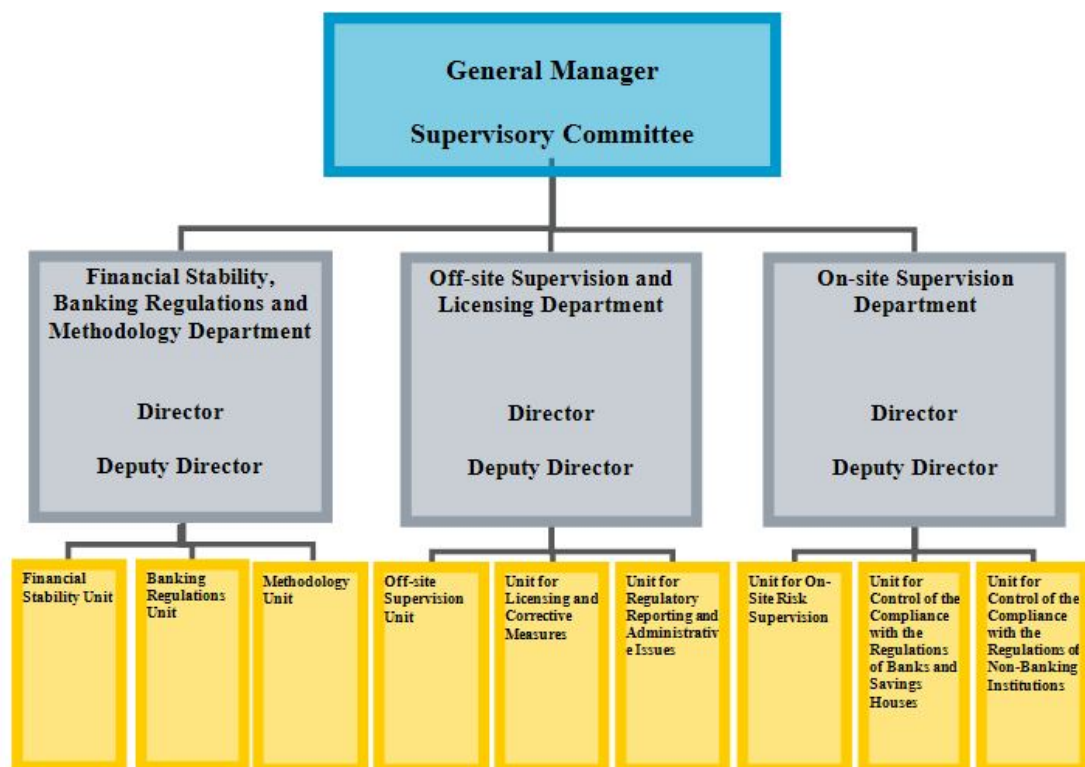 General Manager
Supervisory Committee
Financial Stability,
Banking Regulations and
Methodology Department
Director
Deputy Director
Off-site Supervision and
Licensing Department
Director
Deputy Director
On-site Supervision
Department
Director
Deputy Director
Financial
Stability Unit
Banking
Regulations
Unit
Methodology
Unit
Off-site
Supervision
Unit
Unit for
Licensing and
Corrective
Measures
Unit for
Regulatory
Reporting and
Administrativ
e Issues
Unit for On-
Site Risk
Supervision
Unit for
Control of the
Compliance
with the
Regulations
of Banks and
Savings
Houses
Unit for
Control of the
Compliance
with the
Regulations of
Non-Banking
Institutions